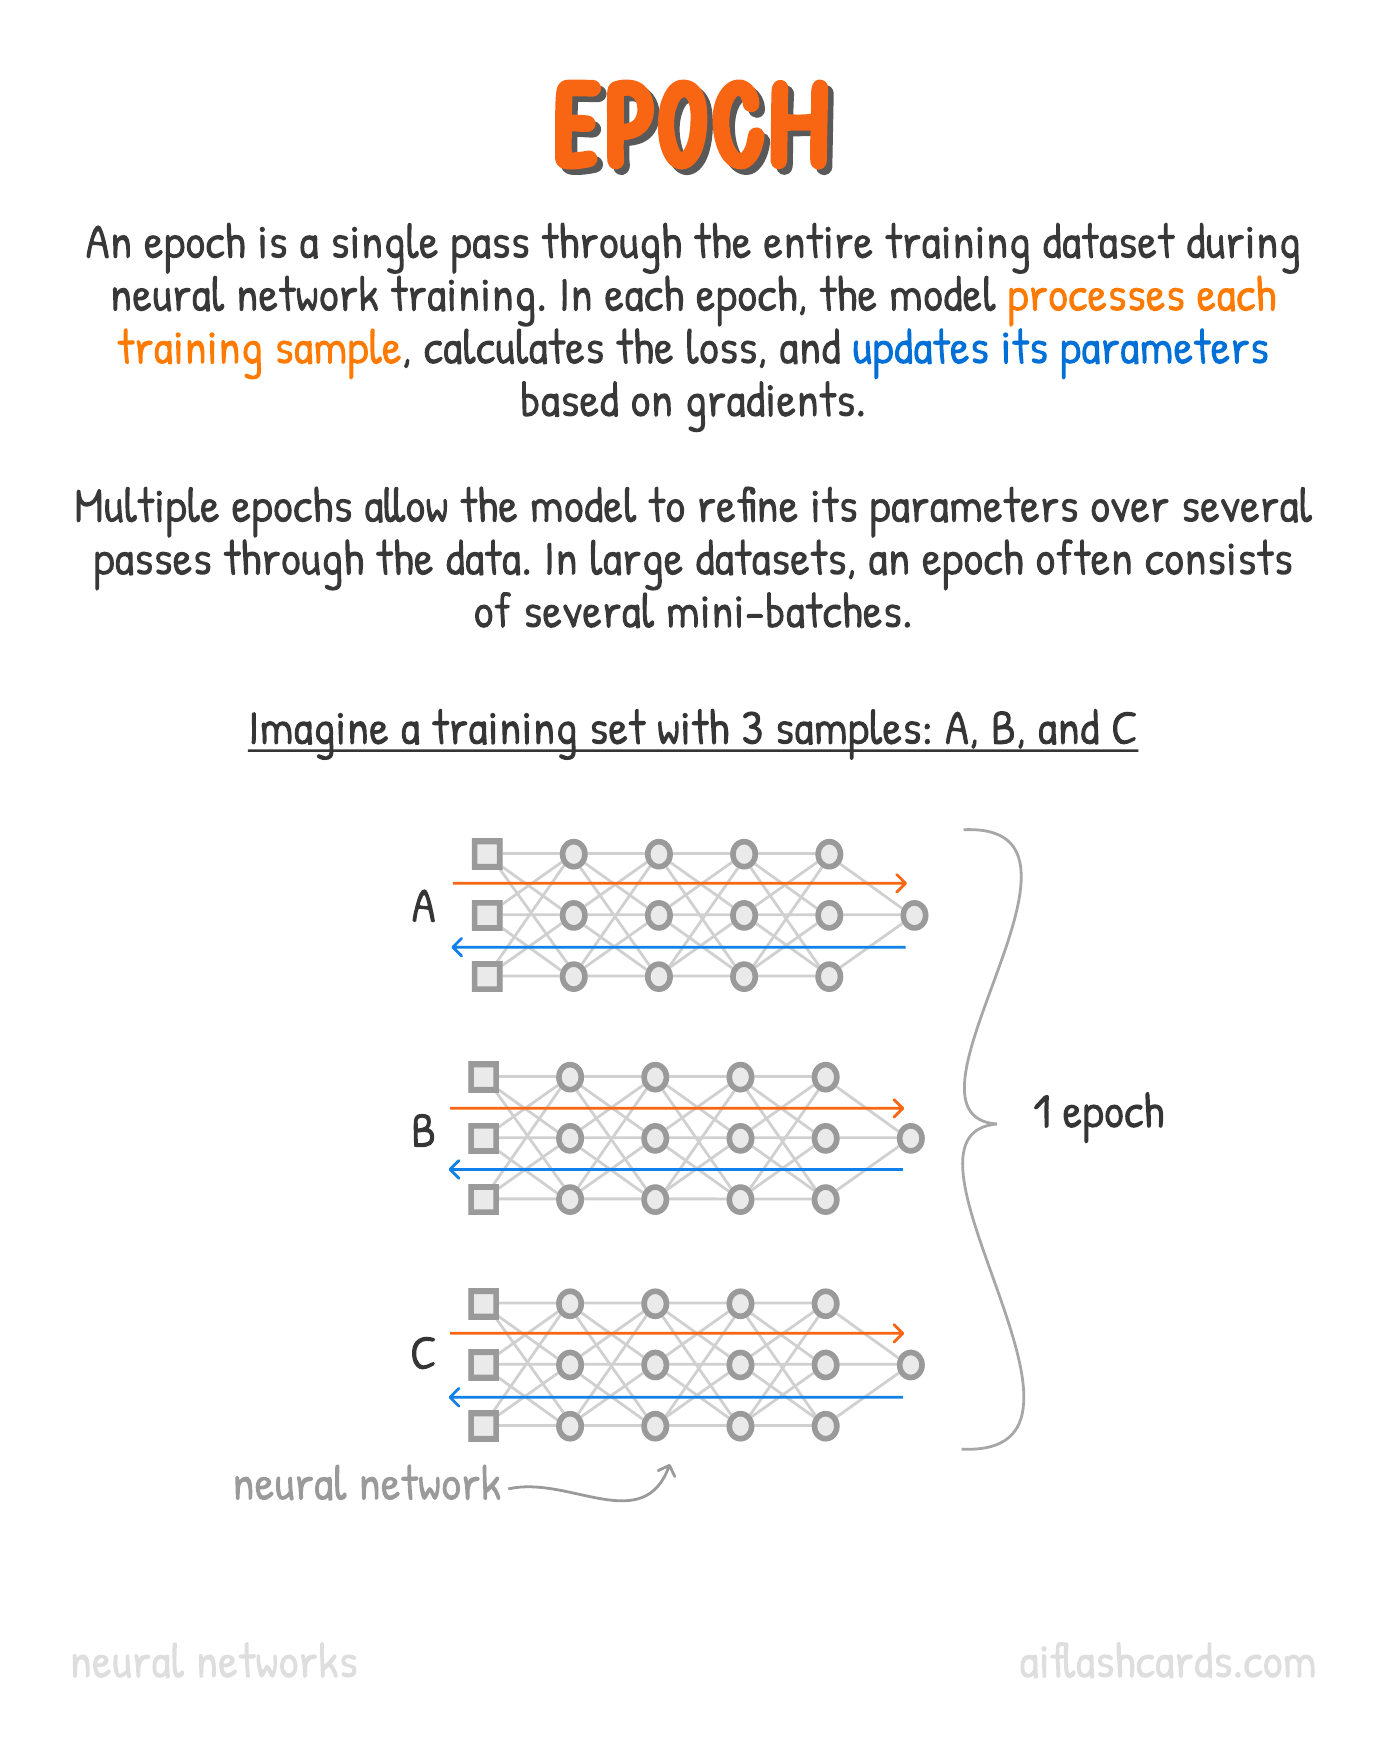 EPOCH
An epoch is a single pass through the entire training dataset during
neural network training. In each epoch, the model processes each
training sample, calculates the loss, and updates its parameters
based on gradients.
Multiple epochs allow the model to refine its parameters over several
passes through the data. In large datasets, an epoch often consists
of several mini-batches.
Imagine a training set with 3 samples: A, B, and C
A
B
1 epoch
C
neural network
neural networks
aiflashcards.com